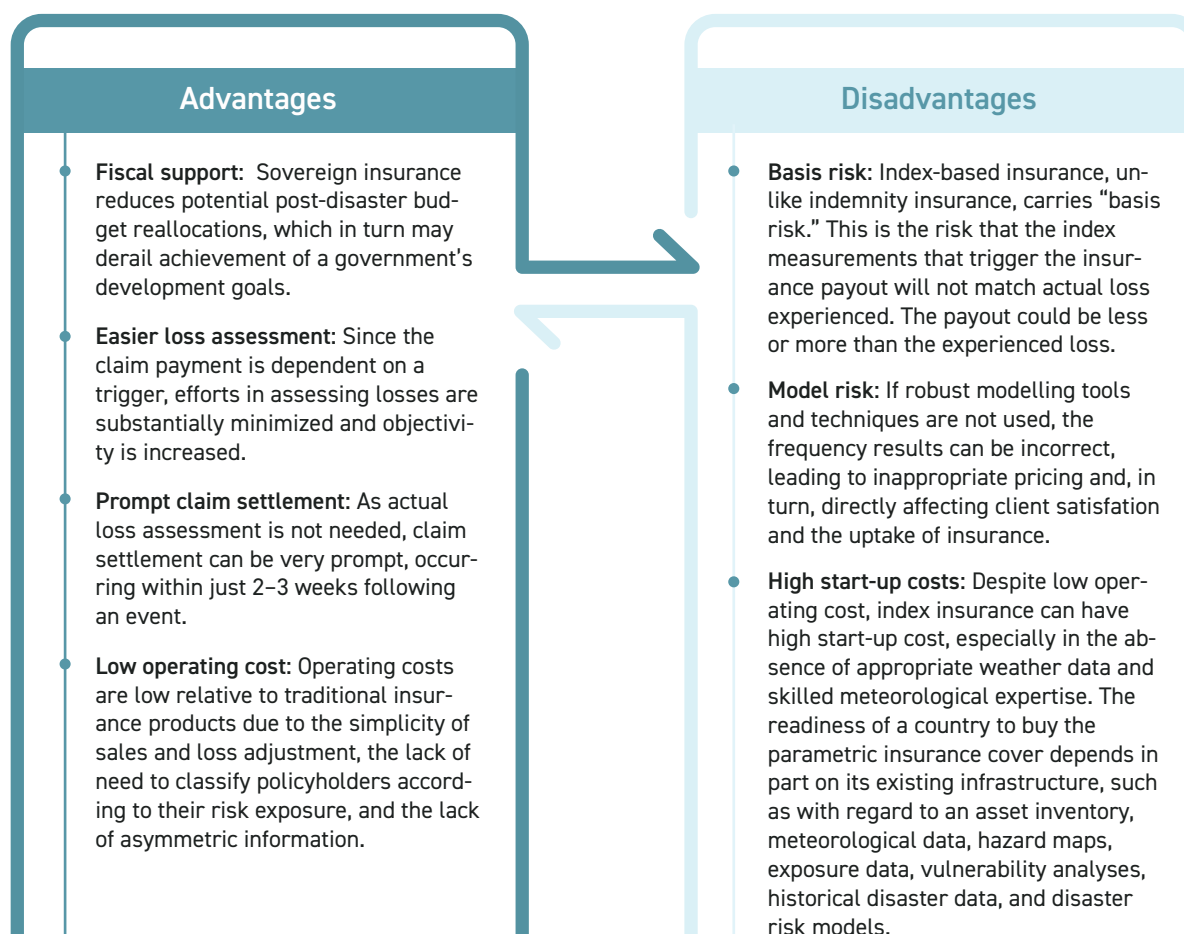 Advantages
Fiscal support: Sovereign insurance
reduces potential post-disaster bud-
get reallocations, which in turn may
derail achievement of a government's
development goals.
Easier loss assessment: Since the
claim payment is dependent on a
trigger, efforts in assessing losses are
substantially minimized and objectivi-
ty is increased.
Prompt claim settlement: As actual
loss assessment is not needed, claim
settlement can be very prompt, occur-
ring within just 2–3 weeks following
an event.
Low operating cost: Operating costs
are low relative to traditional insur-
ance products due to the simplicity of
sales and loss adjustment, the lack of
need to classify policyholders accord-
ing to their risk exposure, and the lack
of asymmetric information.
Disadvantages
Basis risk: Index-based insurance, un-
like indemnity insurance, carries “basis
risk.” This is the risk that the index
measurements that trigger the insur-
ance payout will not match actual loss
experienced. The payout could be less
or more than the experienced loss.
Model risk: If robust modelling tools
and techniques are not used, the
frequency results can be incorrect,
leading to inappropriate pricing and, in
turn, directly affecting client satisfaction
and the uptake of insurance.
High start-up costs: Despite low oper-
ating cost, index insurance can have
high start-up cost, especially in the ab-
sence of appropriate weather data and
skilled meteorological expertise. The
readiness of a country to buy the
parametric insurance cover depends in
part on its existing infrastructure, such
as with regard to an asset inventory,
meteorological data, hazard maps,
exposure data, vulnerability analyses,
historical disaster data, and disaster
risk models.